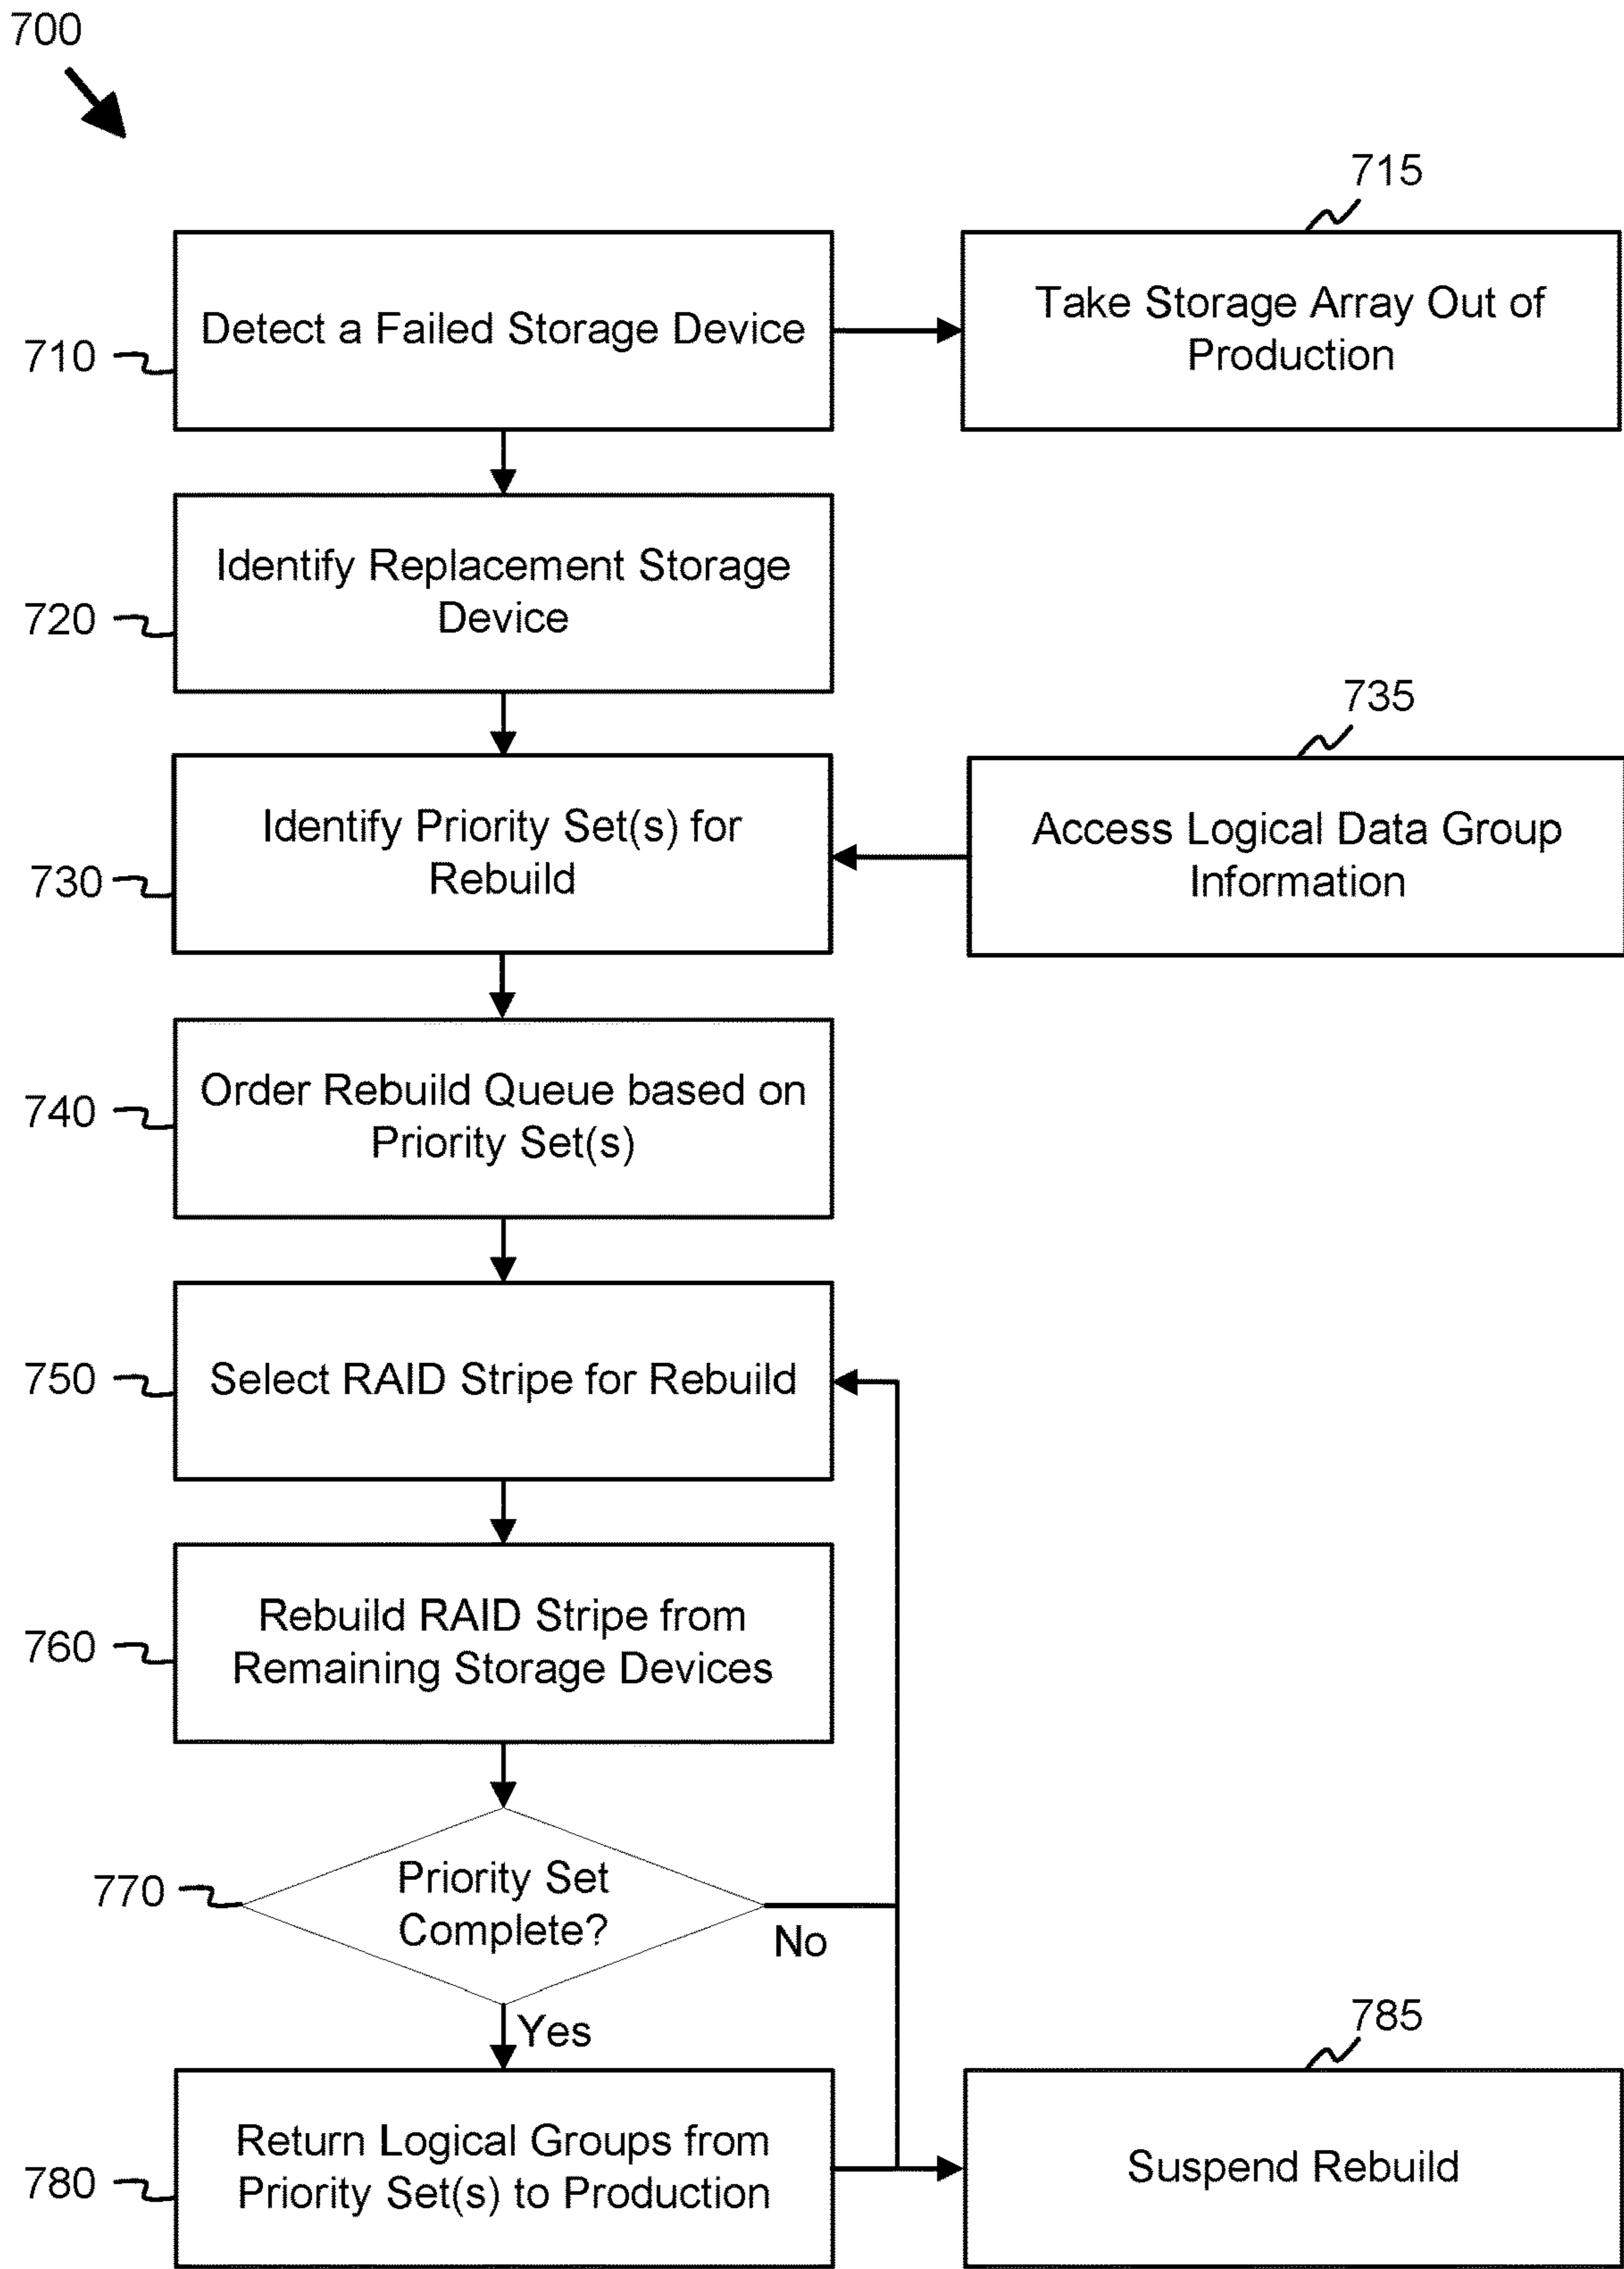 700
715
Detect a Failed Storage Device
Take Storage Array Out of
Production
710
Identify Replacement Storage
Device
720
735
Identify Priority Set(s) for
Rebuild
Access Logical Data Group
Information
730
Order Rebuild Queue based on
Priority Set(s)
740
Select RAID Stripe for Rebuild
750
Rebuild RAID Stripe from
Remaining Storage Devices
760
Priority Set
Complete?
770
No
Yes
785
Return Logical Groups from
Priority Set(s) to Production
Suspend Rebuild
780